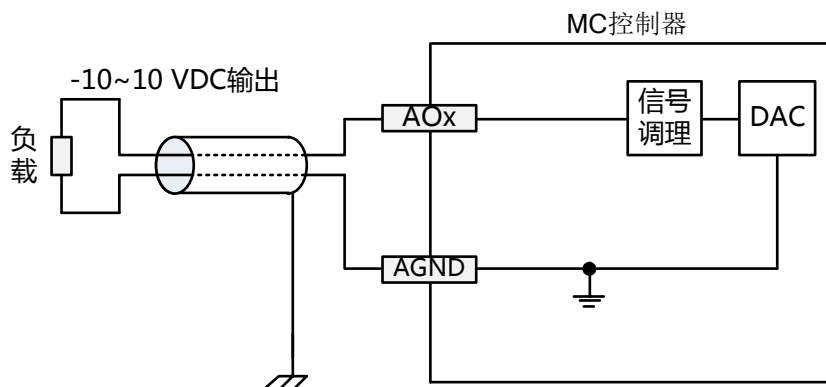 MC控制器
-10~10 VDC输出
负
载
AOx
信号
调理
DAC
AGND